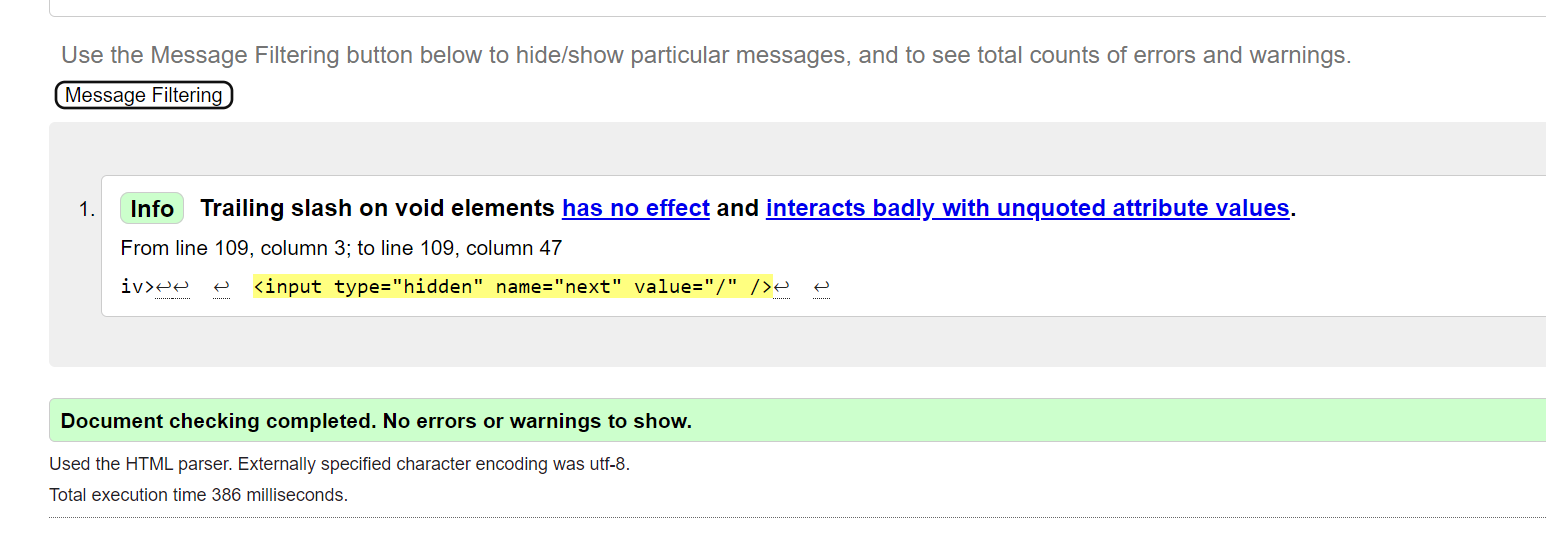 Use the Message Filtering button below to hide/show particular messages, and to see total counts of errors and warnings.
Message Filtering
1. Info Trailing slash on void elements has no effect and interacts badly with unquoted attribute values.
From line 109, column 3; to line 109, column 47
iv>↩↩ ↩ <input type="hidden" name="next" value="/" />↩ ↩
Document checking completed. No errors or warnings to show.
Used the HTML parser. Externally specified character encoding was utf-8.
Total execution time 386 milliseconds.